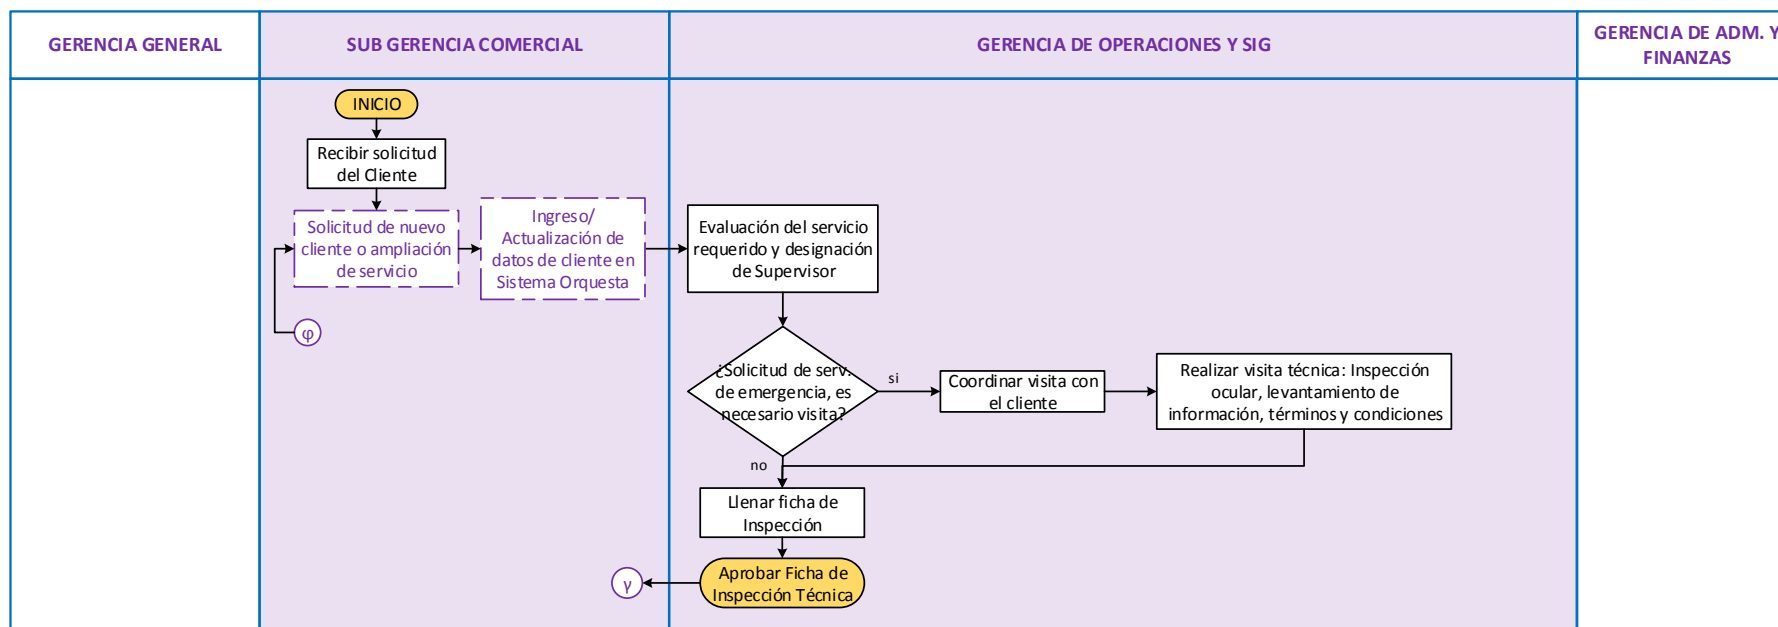 GERENCIA GENERAL
SUB GERENCIA COMERCIAL
GERENCIA DE OPERACIONES Y SIG
GERENCIA DE ADM. Y
FINANZAS
INICIO
Recibir solicitud
del Cliente
Solicitud de nuevo
cliente o ampliación
de servicio
Ingreso/
Actualización de
datos de cliente en
Sistema Orquesta
Evaluación del servicio
requerido y designación
de Supervisor
φ
¿Solicitud de serv.
de emergencia, es
necesario visita?
si
Coordinar visita con
el cliente
Realizar visita técnica: Inspección
ocular, levantamiento de
información, términos y condiciones
no
Llenar ficha de
Inspección
Aprobar Ficha de
Inspección Técnica
γ